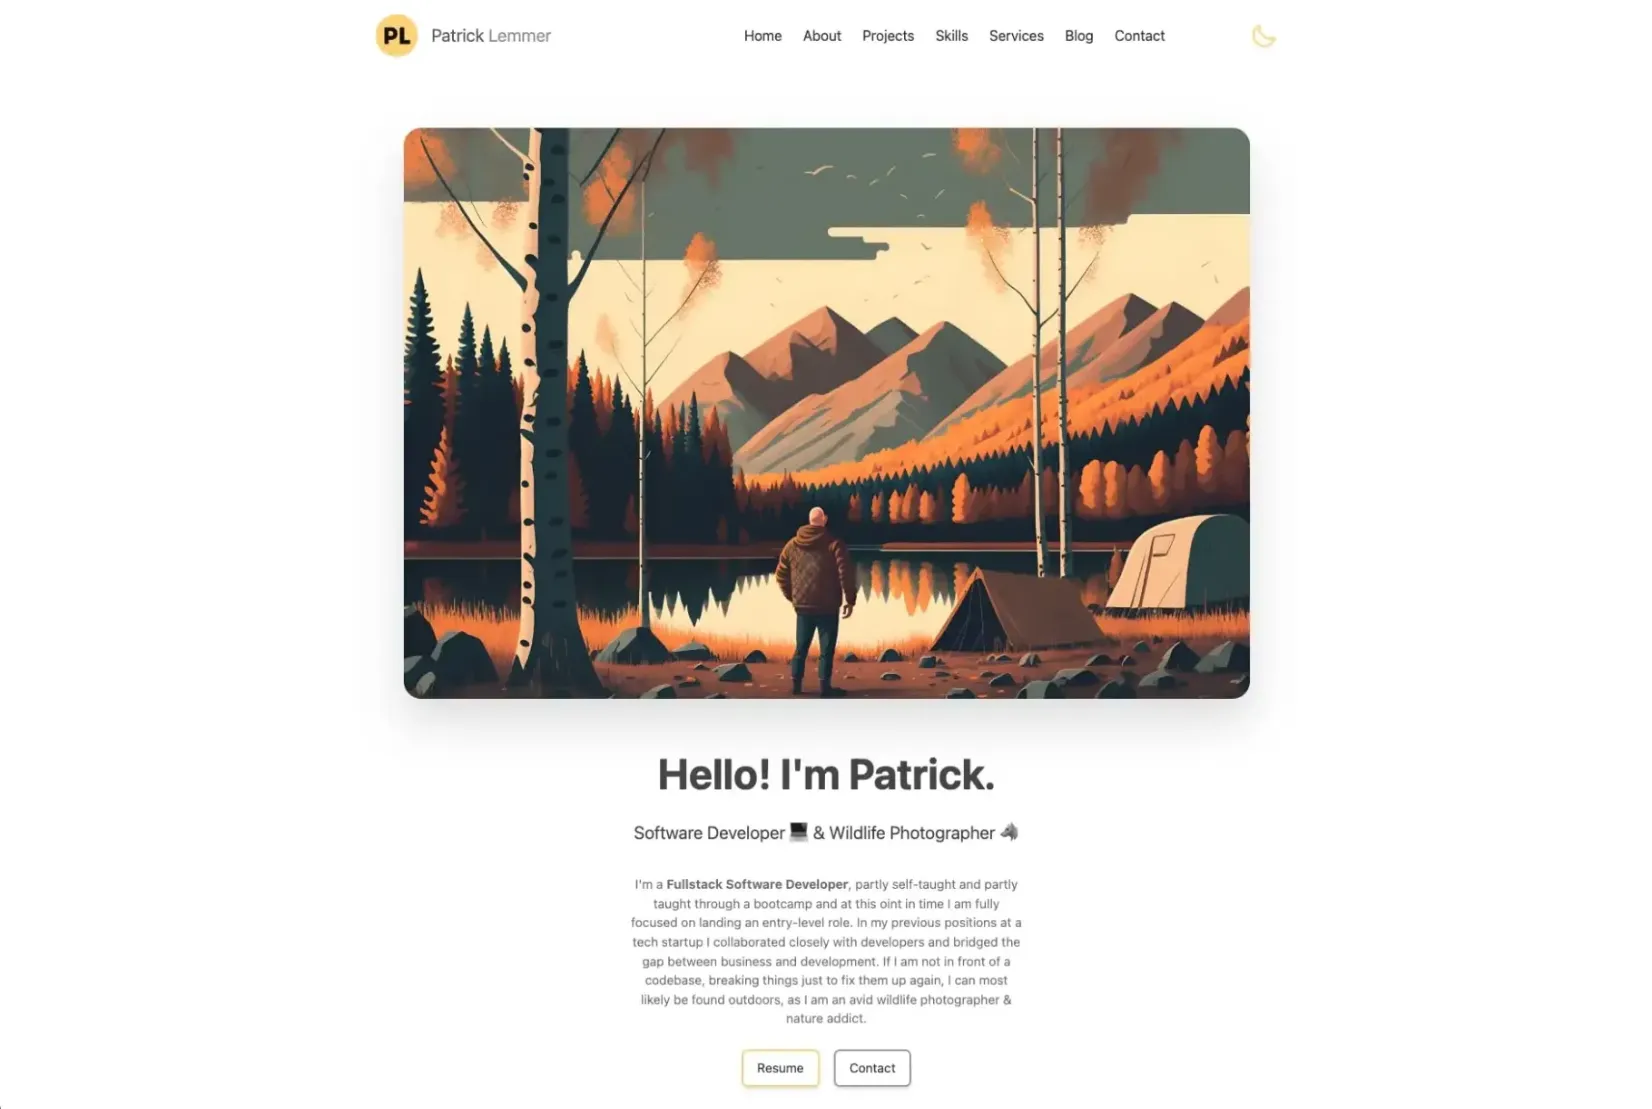 PL
Patrick Lemmer
Home About Projects Skills Services Blog Contact
Hello! I'm Patrick.
Software Developer 💻 & Wildlife Photographer 🐺
I'm a Fullstack Software Developer, partly self-taught and partly
taught through a bootcamp and at this oint in time I am fully
focused on landing an entry-level role. In my previous positions at a
tech startup I collaborated closely with developers and bridged the
gap between business and development. If I am not in front of a
codebase, breaking things just to fix them up again, I can most
likely be found outdoors, as I am an avid wildlife photographer &
nature addict.
Resume Contact